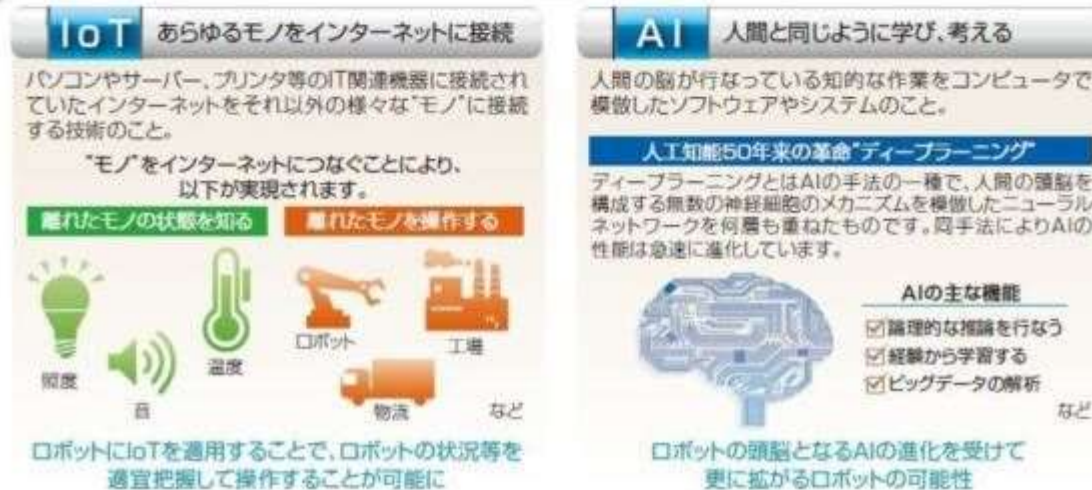 IoT あらゆるモノをインターネットに接続
パソコンやサーバー、プリンタ等のIT関連機器に接続され
ていたインターネットをそれ以外の様々な"モノ"に接続
する技術のこと。
"モノ"をインターネットにつなぐことにより、
以下が実現されます。
離れたモノの状態を知る
離れたモノを操作する
照度
音
温度
ロボット
工場
物流
など
ロボットにIoTを適用することで、ロボットの状況等を
適宜把握して操作することが可能に
AI 人間と同じように学び、考える
人間の脳が行なっている知的な作業をコンピュータで
模倣したソフトウェアやシステムのこと。
人工知能50年来の革命"ディープラーニング"
ディープラーニングとはAIの手法の一種で、人間の頭脳を
構成する無数の神経細胞のメカニズムを模倣したニューラル
ネットワークを何層も重ねたものです。同手法によりAIの
性能は急速に進化しています。
AIの主な機能
☑論理的な推論を行なう
☑経験から学習する
☑ビッグデータの解析
など
ロボットの頭脳となるAIの進化を受けて
更に拡がるロボットの可能性